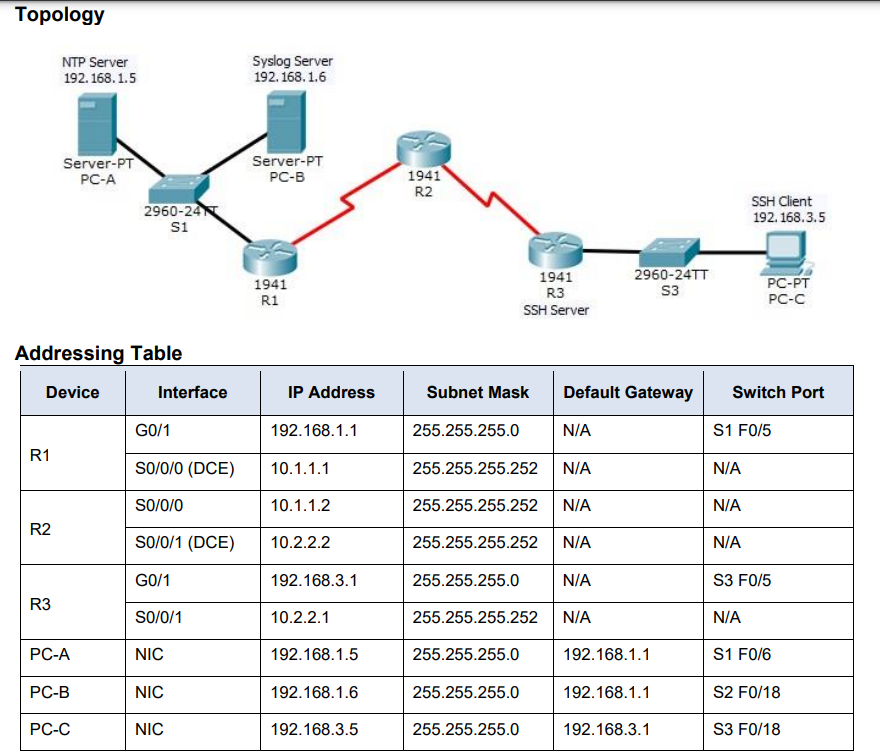 Topology
NTP Server
192.168.1.5
Syslog Server
192.168.1.6
Server-PT
PC-A
Server-PT
PC-B
2960-24TT
S1
1941
R1
1941
R2
1941
R3
SSH Server
2960-24TT
S3
SSH Client
192.168.3.5
PC-PT
PC-C
Addressing Table
Device Interface IP Address Subnet Mask Default Gateway Switch Port
R1 G0/1 192.168.1.1 255.255.255.0 N/A S1 F0/5
S0/0/0 (DCE) 10.1.1.1 255.255.255.252 N/A N/A
R2 S0/0/0 10.1.1.2 255.255.255.252 N/A N/A
S0/0/1 (DCE) 10.2.2.2 255.255.255.252 N/A N/A
R3 G0/1 192.168.3.1 255.255.255.0 N/A S3 F0/5
S0/0/1 10.2.2.1 255.255.255.252 N/A N/A
PC-A NIC 192.168.1.5 255.255.255.0 192.168.1.1 S1 F0/6
PC-B NIC 192.168.1.6 255.255.255.0 192.168.1.1 S2 F0/18
PC-C NIC 192.168.3.5 255.255.255.0 192.168.3.1 S3 F0/18